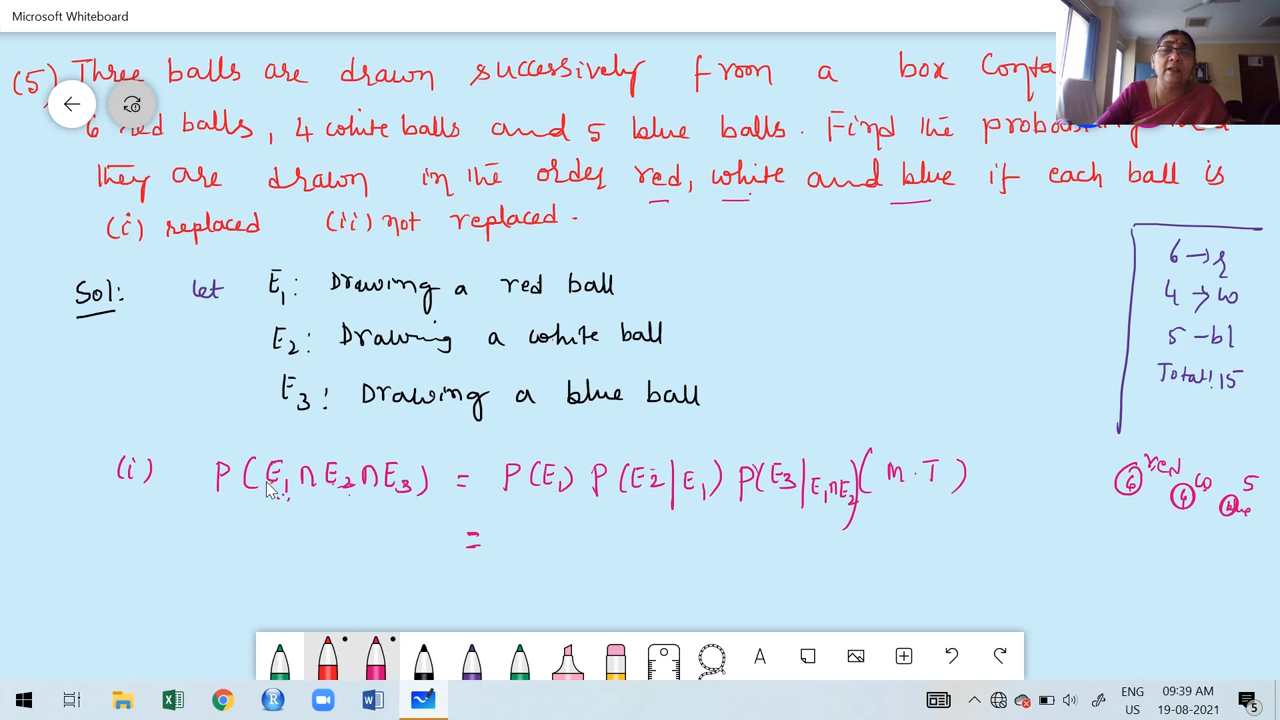 Microsoft Whiteboard
(5) Three balls are drawn successively from a box
6 red balls, 4 white balls and 5 blue balls. Find the
they are drawn in the order red, white and blue if each ball is
(i) replaced (ii) not replaced.
6 → r
4 → w
5 - bl
Total: 15
Sol: let E1: Drawing a red ball
E2: Drawing a white ball
E3: Drawing a blue ball
(i) P(E1∩E2∩E3) = P(E1) P(E2|E1) P(E3|E1∩E2) (M.T)
=
6 red 4 w 5 blue
A
ENG
US
09:39 AM
19-08-2021
5